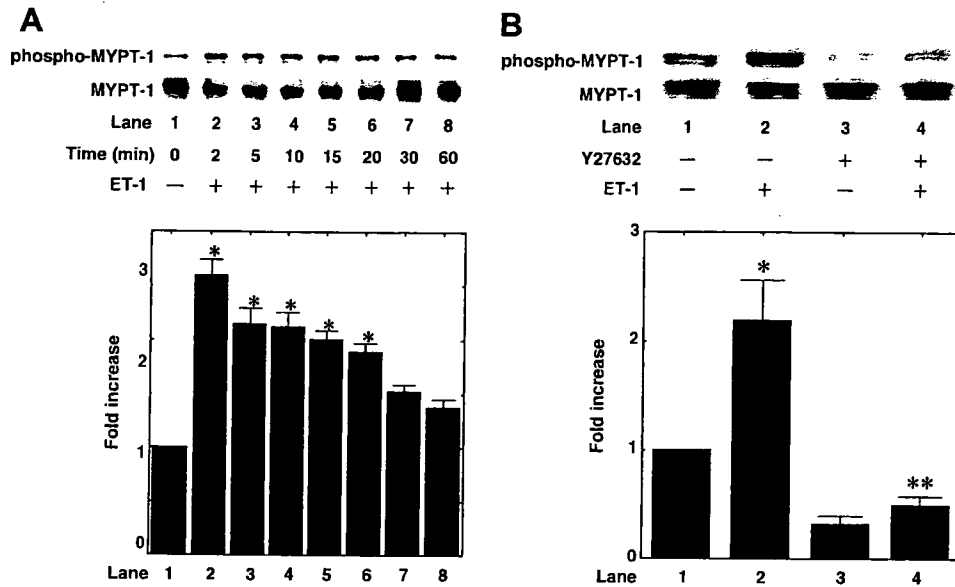 A
phospho-MYPT-1
MYPT-1
Lane 1 2 3 4 5 6 7 8
Time (min) 0 2 5 10 15 20 30 60
ET-1 — + + + + + + +
3
2
1
0
Fold increase
* * * * *
Lane 1 2 3 4 5 6 7 8
B
phospho-MYPT-1
MYPT-1
Lane 1 2 3 4
Y27632 — — + +
ET-1 — + — +
3
2
1
0
Fold increase
* **
Lane 1 2 3 4